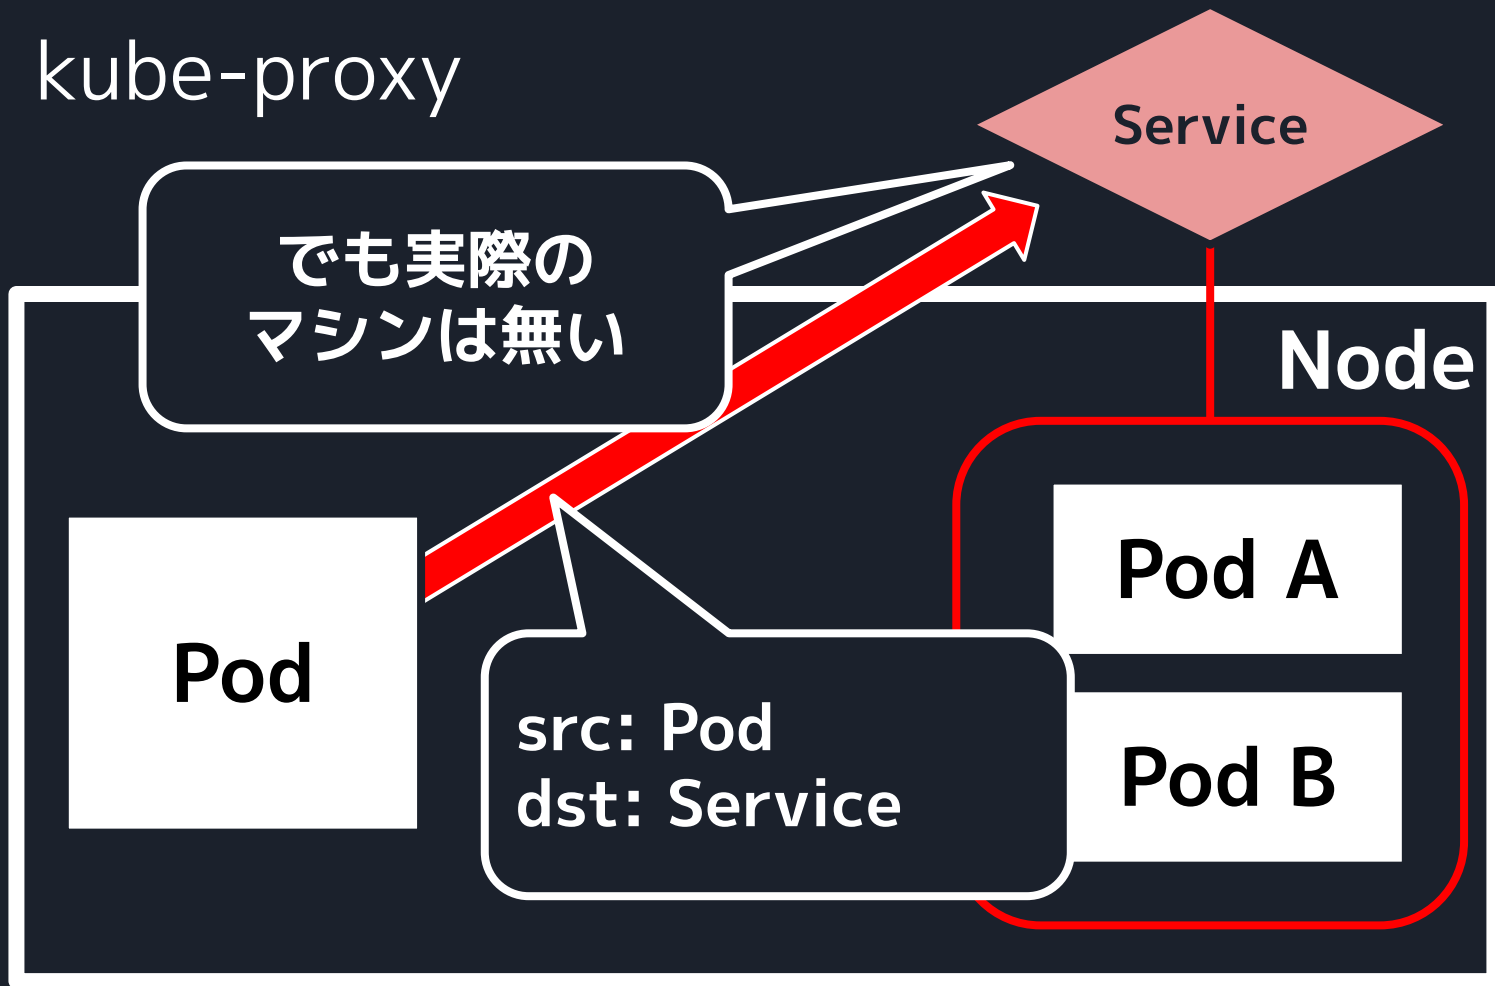 kube-proxy
Service
でも実際の
マシンは無い
Node
Pod A
Pod
src: Pod
dst: Service
Pod B